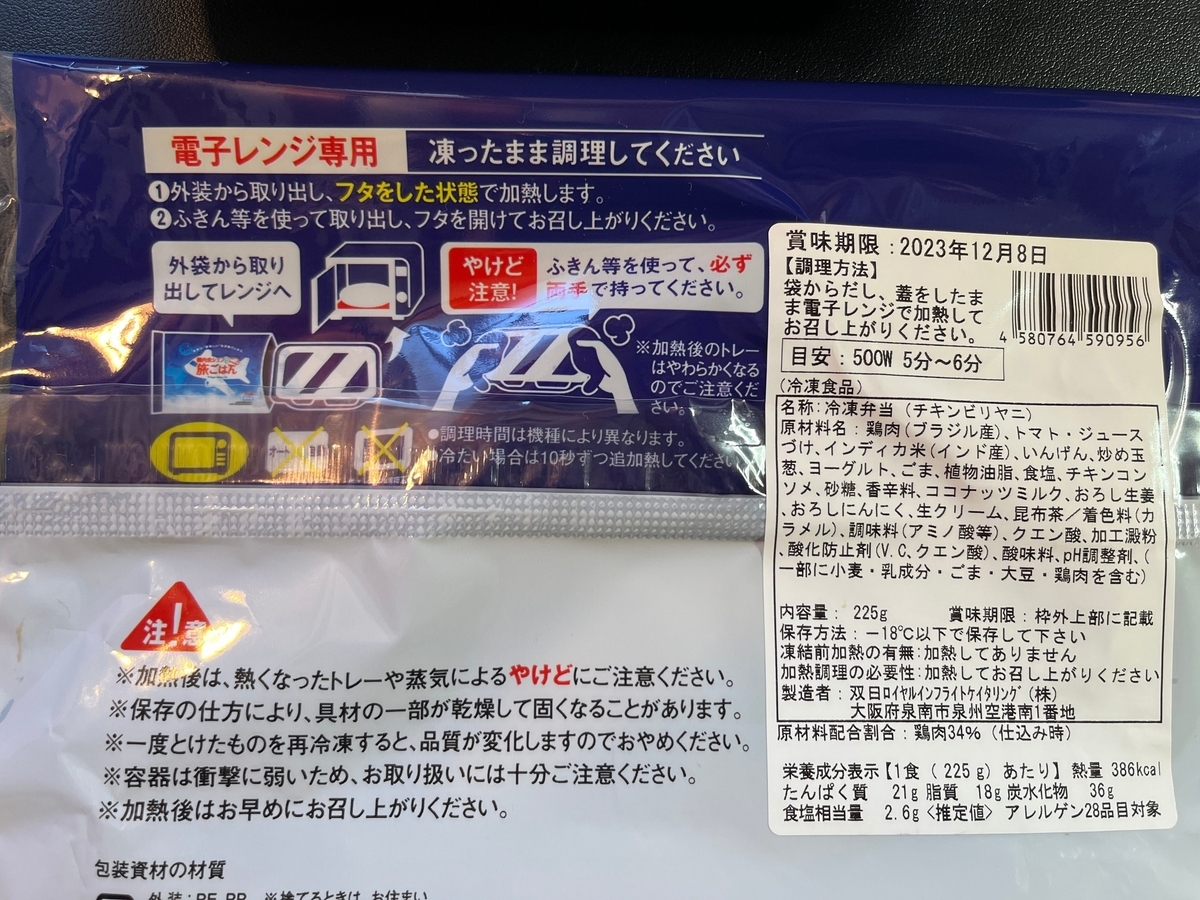 電子レンジ専用 凍ったまま調理してください
❶外装から取り出し、フタをした状態で加熱します。
❷ふきん等を使って取り出し、フタを開けてお召し上がりください。
外袋から取り
出してレンジへ
やけど
注意!
ふきん等を使って、必ず
両手で持ってください。
旅ごはん
※加熱後のトレー
はやわらかくなる
のでご注意くだ
さい。
オート
●調理時間は機種により異なります。
●冷たい場合は10秒ずつ追加熱してください
注!意
※加熱後は、熱くなったトレーや蒸気によるやけどにご注意ください。
※保存の仕方により、具材の一部が乾燥して固くなることがあります。
※一度とけたものを再冷凍すると、品質が変化しますのでおやめください。
※容器は衝撃に弱いため、お取り扱いには十分ご注意ください。
※加熱後はお早めにお召し上がりください。
包装資材の材質
外装:PE、PP ※捨てるときは、お住まい
賞味期限:2023年12月8日
【調理方法】
袋からだし、蓋をしたまま
ま電子レンジで加熱して
お召し上がりください。
4 580764 590956
目安:500W 5分～6分
(冷凍食品)
名称:冷凍弁当(チキンビリヤニ)
原材料名:鶏肉(ブラジル産)、トマト・ジュース
づけ、インディカ米(インド産)、いんげん、炒め玉
葱、ヨーグルト、ごま、植物油脂、食塩、チキンコン
ソメ、砂糖、香辛料、ココナッツミルク、おろし生姜
、おろしにんにく、生クリーム、昆布茶／着色料(カ
ラメル)、調味料(アミノ酸等)、クエン酸、加工澱粉
、酸化防止剤(V.C、クエン酸)、酸味料、pH調整剤、(
一部に小麦・乳成分・ごま・大豆・鶏肉を含む)
内容量: 225g 賞味期限:枠外上部に記載
保存方法:−18℃以下で保存して下さい
凍結前加熱の有無:加熱してありません
加熱調理の必要性:加熱してお召し上がりください
製造者:双日ﾛｲﾔﾙｲﾝﾌﾗｲﾄｹｲﾀﾘﾝｸﾞ(株)
大阪府泉南市泉州空港南1番地
原材料配合割合:鶏肉34%(仕込み時)
栄養成分表示【1食(225g)あたり】熱量 386kcal
たんぱく質 21g 脂質 18g 炭水化物 36g
食塩相当量 2.6g〈推定値〉 アレルゲン28品目対象